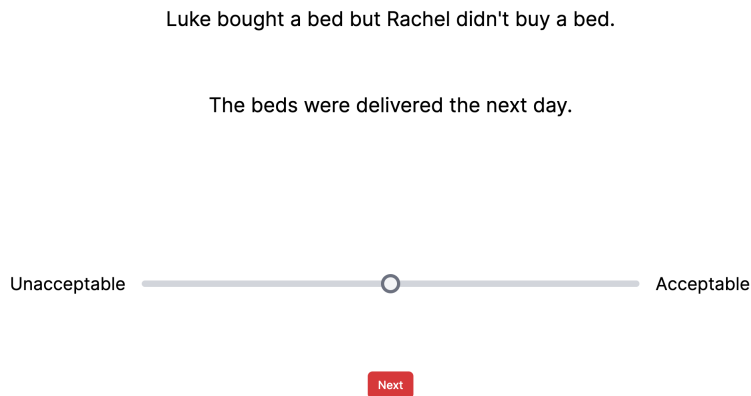 Luke bought a bed but Rachel didn't buy a bed.
The beds were delivered the next day.
Unacceptable Acceptable
Next